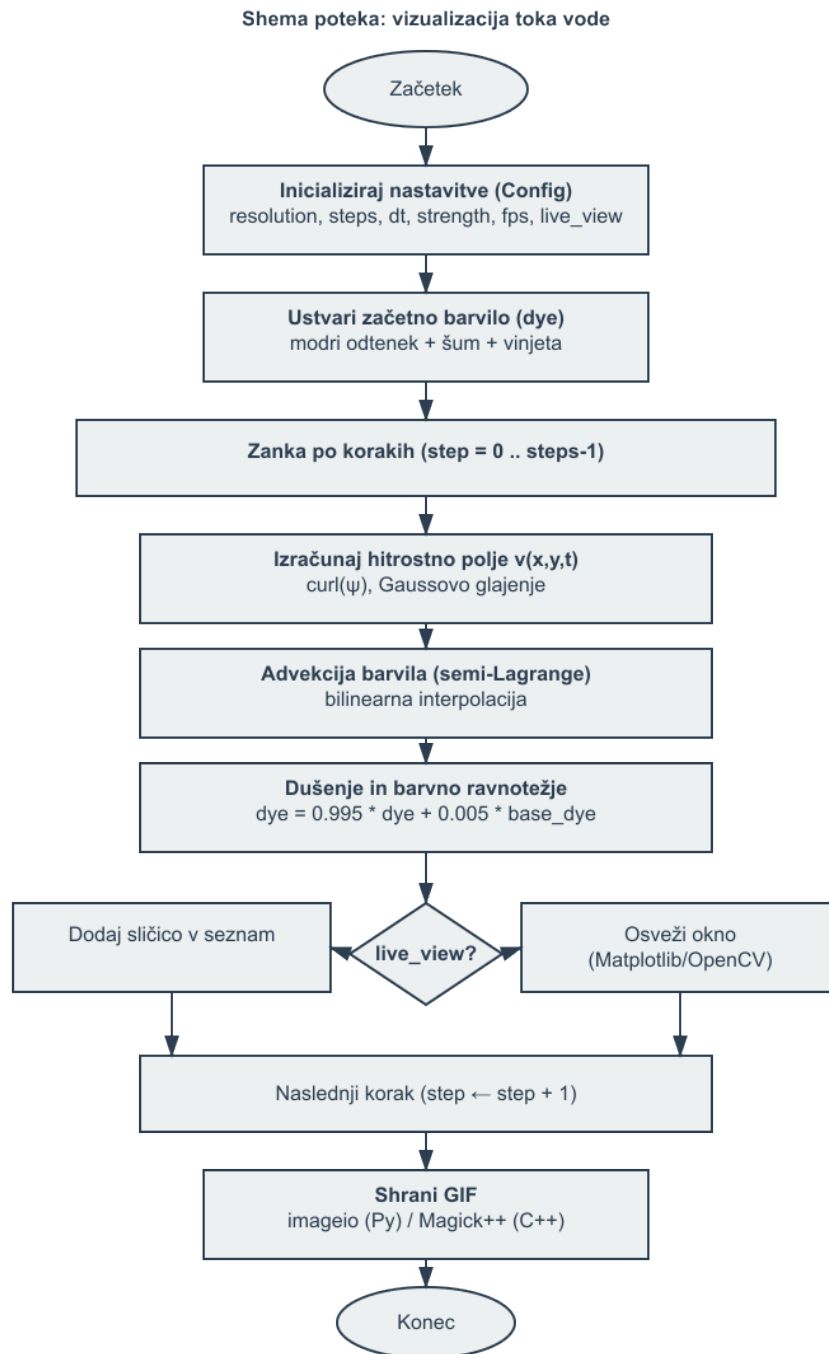 Shema poteka: vizualizacija toka vode
Začetek
Inicializiraj nastavitve (Config)
resolution, steps, dt, strength, fps, live_view
Ustvari začetno barvilo (dye)
modri odtenek + šum + vinjeta
Zanka po korakih (step = 0 .. steps-1)
Izračunaj hitrostno polje v(x,y,t)
curl(ψ), Gaussovo glajenje
Advekcija barvila (semi-Lagrange)
bilinearna interpolacija
Dušenje in barvno ravnotežje
dye = 0.995 * dye + 0.005 * base_dye
Dodaj sličico v seznam
live_view?
Osveži okno
(Matplotlib/OpenCV)
Naslednji korak (step ← step + 1)
Shrani GIF
imageio (Py) / Magick++ (C++)
Konec